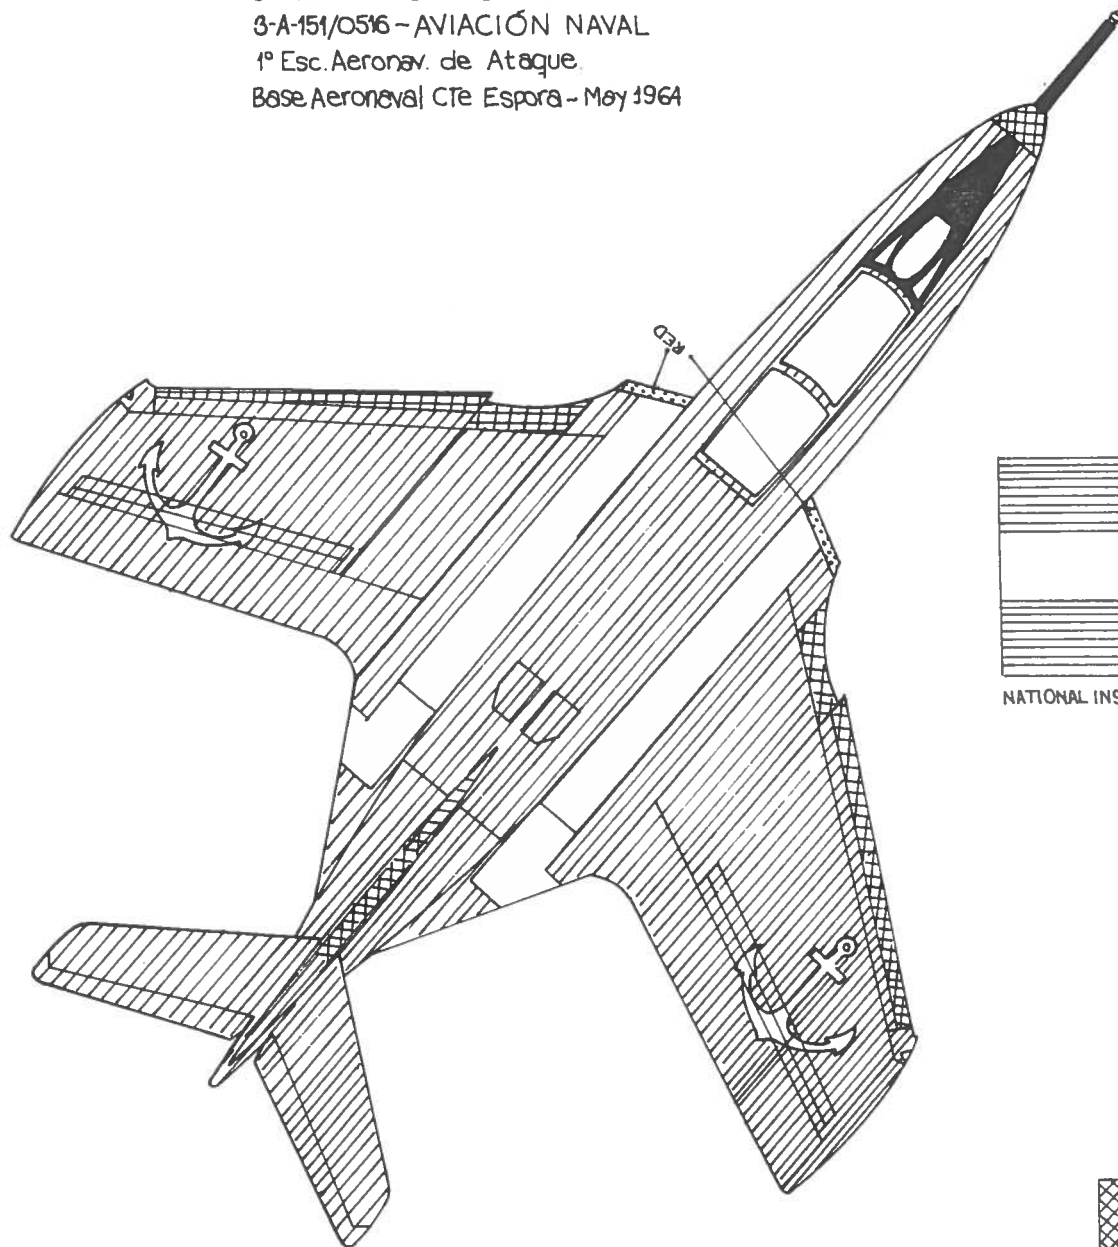 3-A-151/0516 - AVIACIÓN NAVAL
1º Esc. Aeronav. de Ataque
Base Aeronaval CTe Espora - May 1964
RED
NATIONAL INS